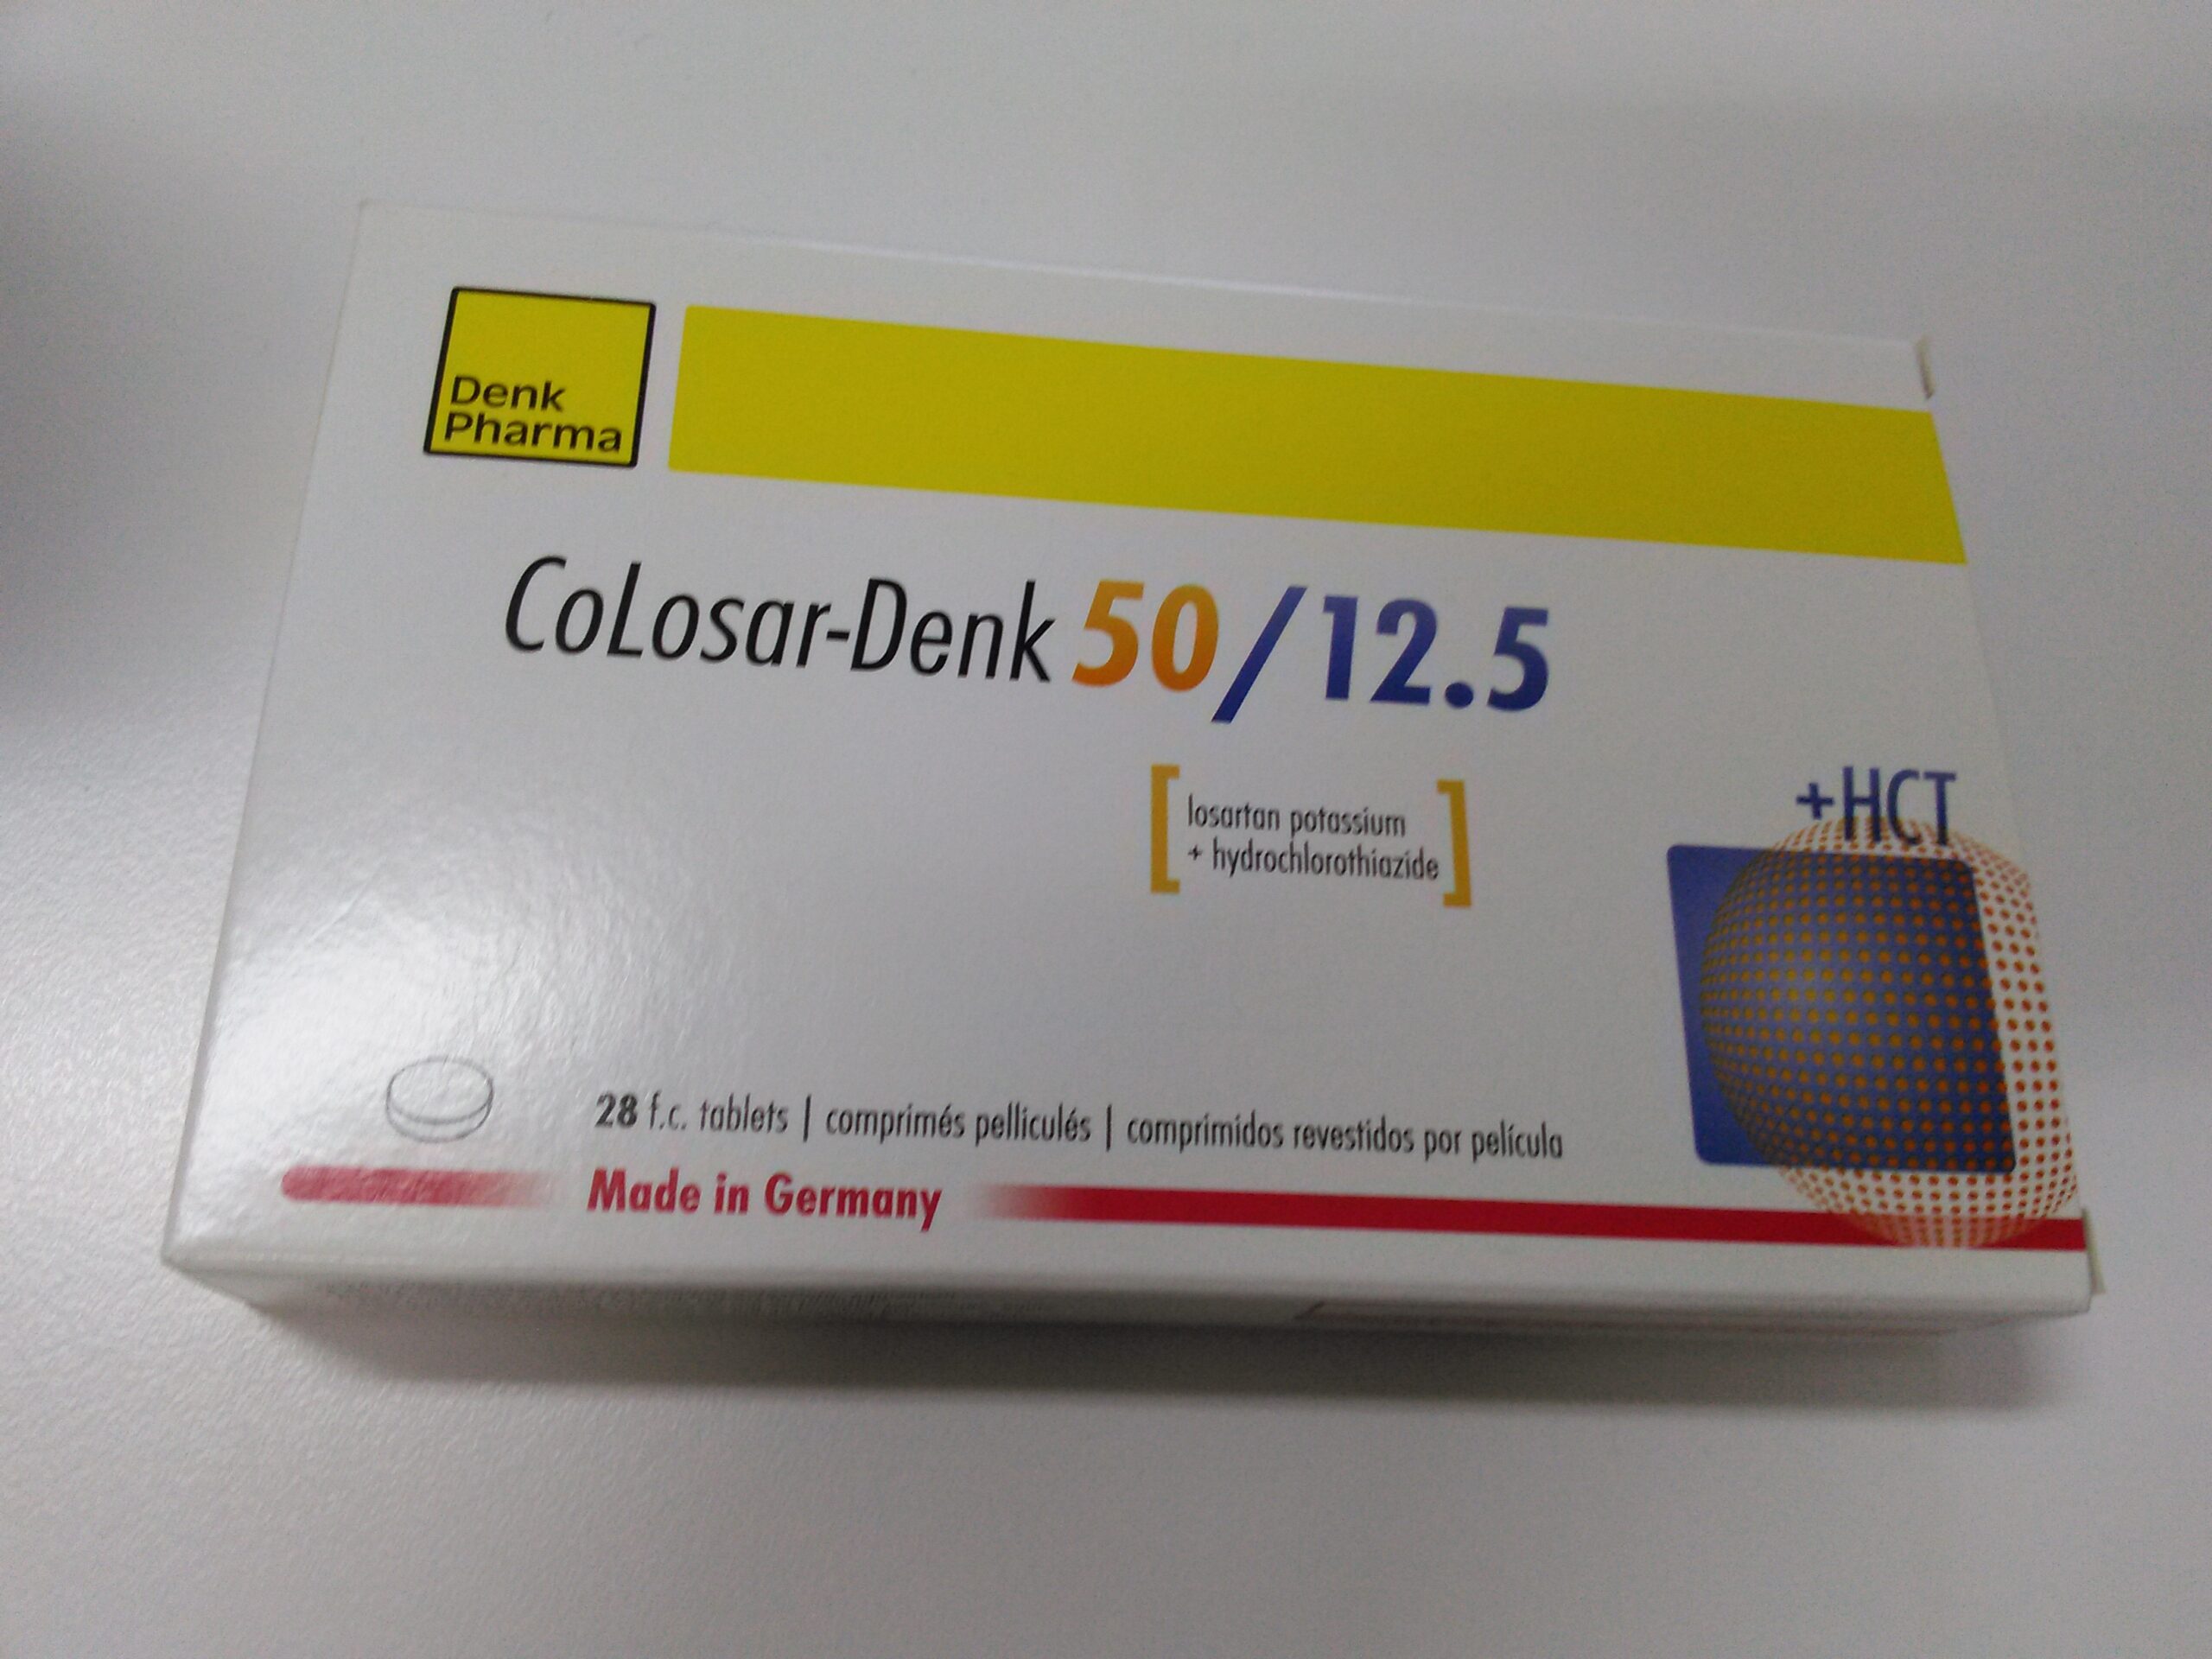 Denk
Pharma
CoLosar-Denk 50/12.5
losartan potassium
+ hydrochlorothiazide
+HCT
28 f.c. tablets | comprimés pelliculés | comprimidos revestidos por película
Made in Germany